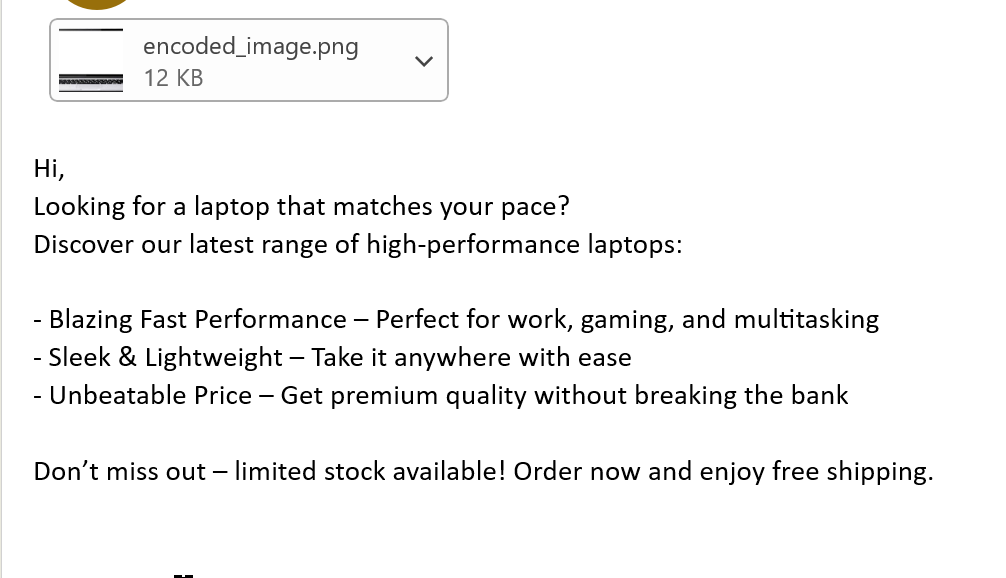 encoded_image.png
12 KB
Hi,
Looking for a laptop that matches your pace?
Discover our latest range of high-performance laptops:
- Blazing Fast Performance – Perfect for work, gaming, and multitasking
- Sleek & Lightweight – Take it anywhere with ease
- Unbeatable Price – Get premium quality without breaking the bank
Don’t miss out – limited stock available! Order now and enjoy free shipping.